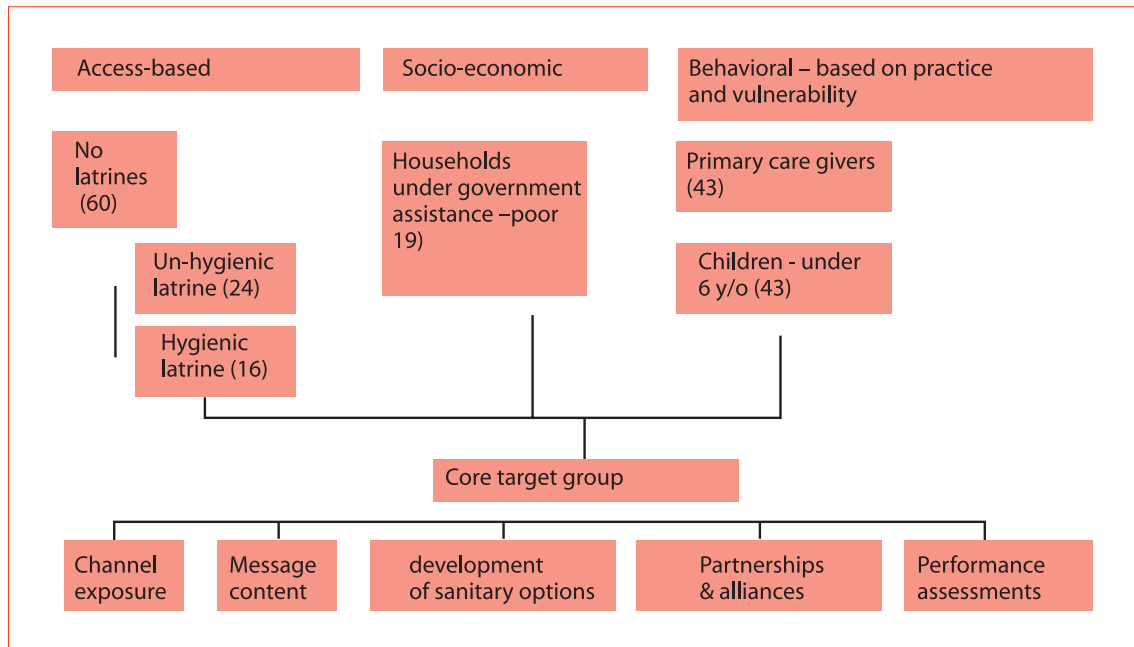 Access-based
Socio-economic
Behavioral – based on practice
and vulnerability
No
latrines
(60)
Un-hygienic
latrine (24)
Hygienic
latrine (16)
Households
under government
assistance –poor
19)
Primary care givers
(43)
Children - under
6 y/o (43)
Core target group
Channel
exposure
Message
content
development
of sanitary options
Partnerships
& alliances
Performance
assessments